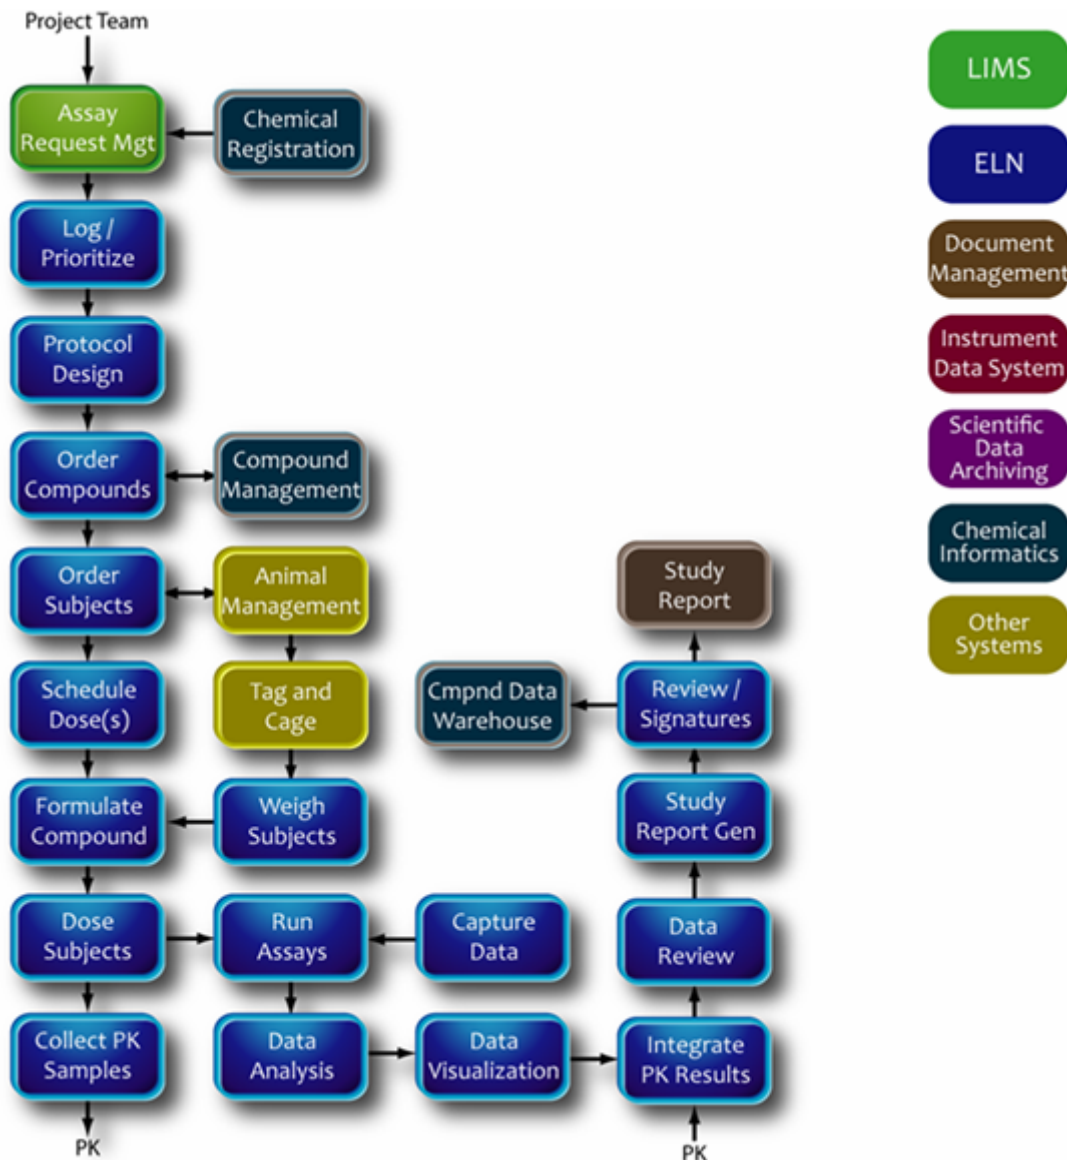 Project Team
Assay
Request Mgt
Chemical
Registration
Log /
Prioritize
Protocol
Design
Order
Compounds
Compound
Management
Order
Subjects
Animal
Management
Schedule
Dose(s)
Tag and
Cage
Formulate
Compound
Weigh
Subjects
Dose
Subjects
Run
Assays
Capture
Data
Collect PK
Samples
Data
Analysis
Data
Visualization
Integrate
PK Results
Data
Review
Study
Report Gen
Review /
Signatures
Cmpnd Data
Warehouse
Study
Report
PK
PK
LIMS
ELN
Document
Management
Instrument
Data System
Scientific
Data
Archiving
Chemical
Informatics
Other
Systems